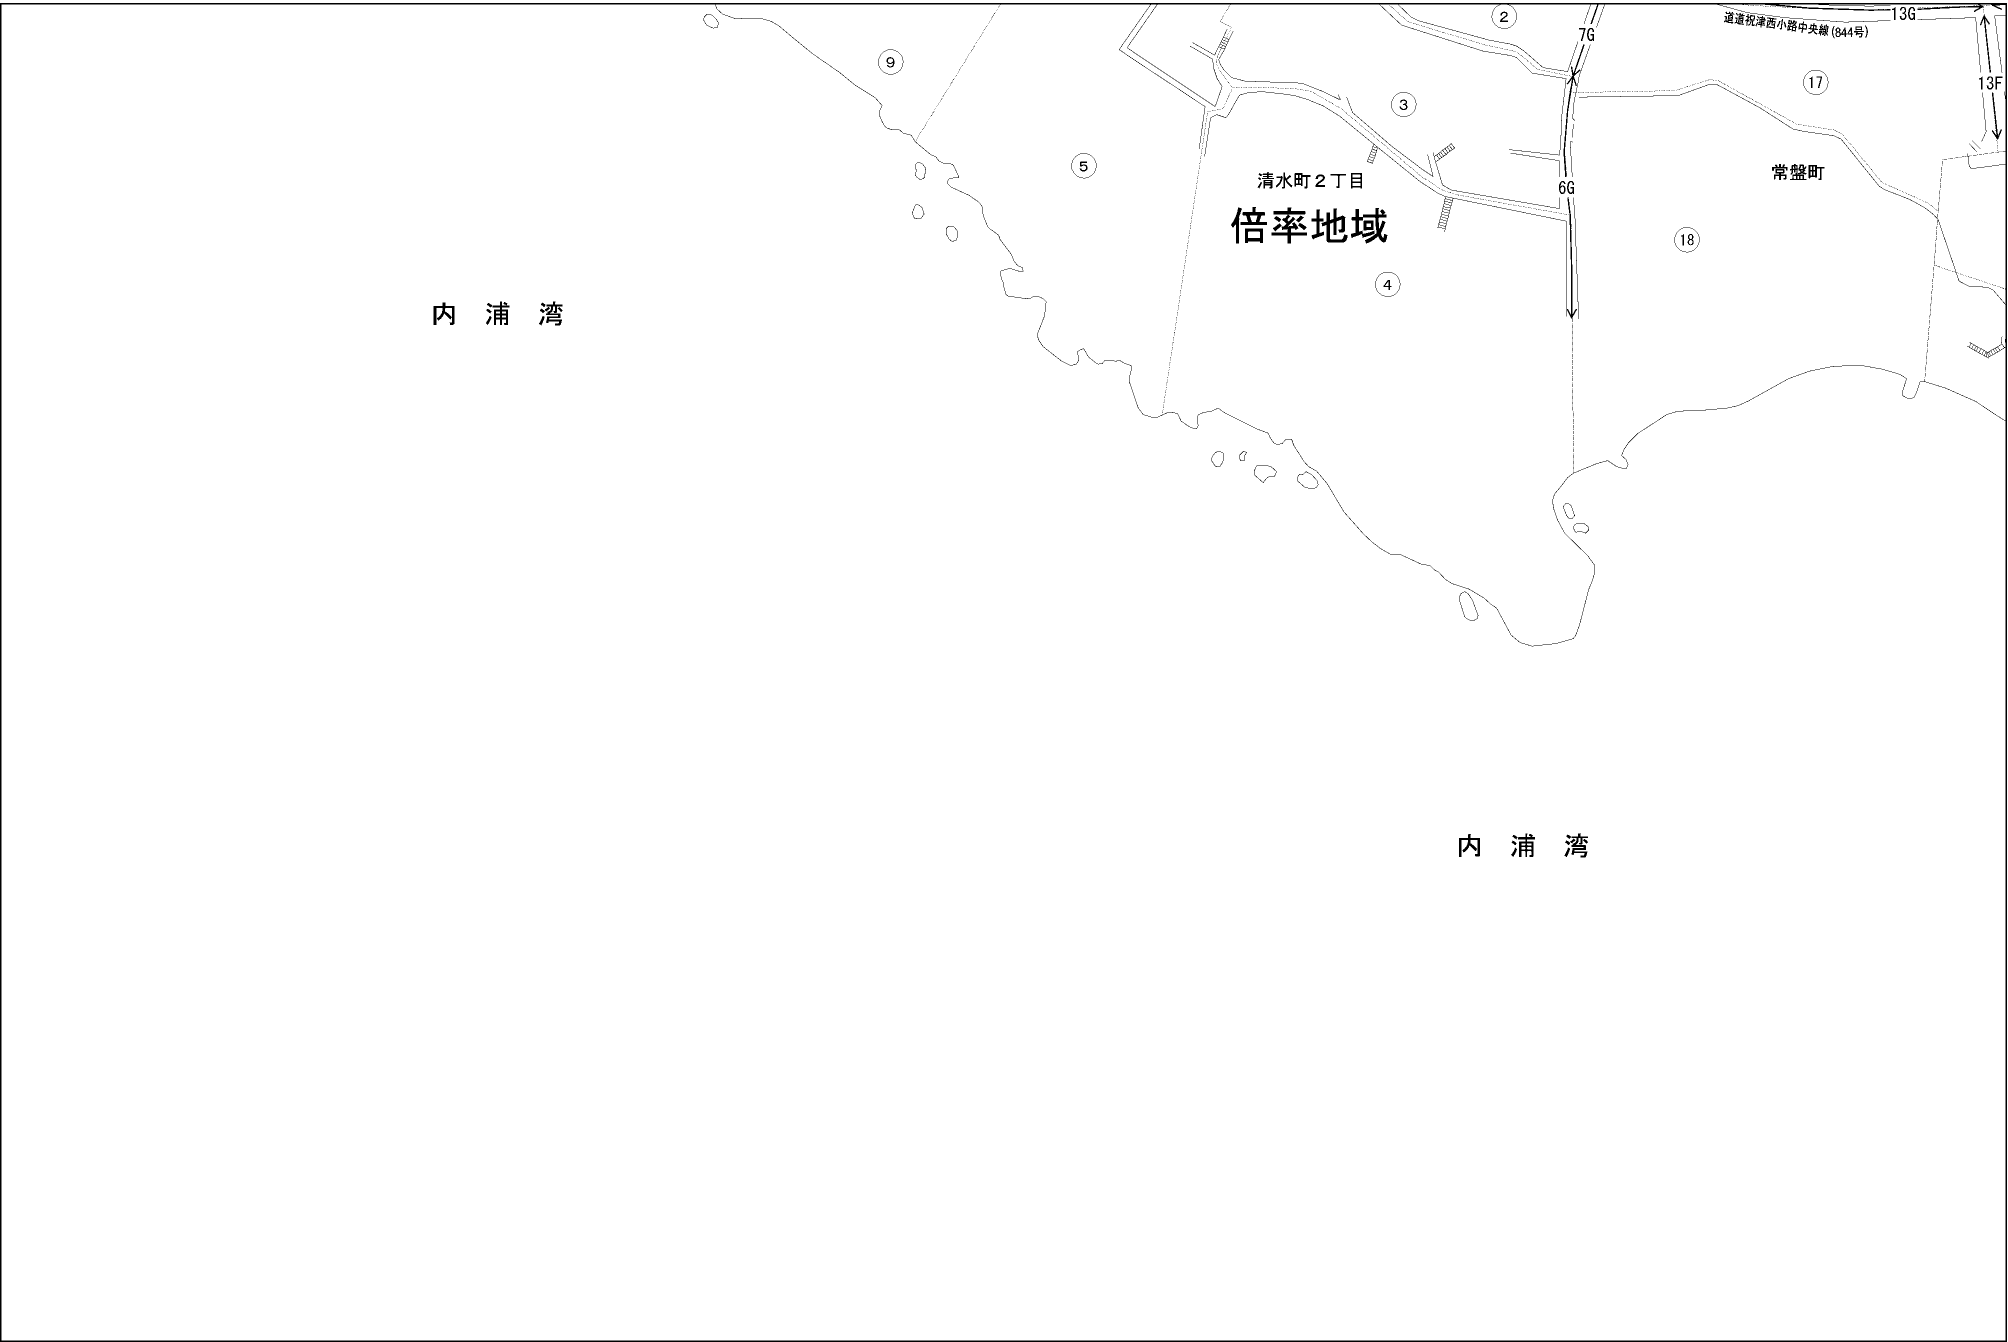 13G
道道祝津西小路中央線(844号)
2
7G
9
17
13F
3
5
清水町2丁目
常盤町
6G
倍率地域
18
4
内 浦 湾
内 浦 湾